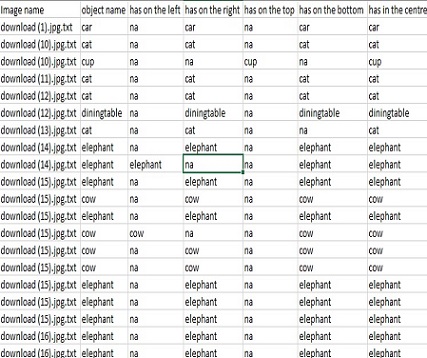 Image name object name has on the left has on the right has on the top has on the bottom has in the centre
download (1).jpg.txt car na car na car car
download (10).jpg.txt cat na cat na cat cat
download (10).jpg.txt cup na na cup na cup
download (11).jpg.txt cat na cat na cat cat
download (12).jpg.txt cat na cat na cat cat
download (12).jpg.txt diningtable na diningtable na diningtable diningtable
download (13).jpg.txt cat na cat na na cat
download (14).jpg.txt elephant na elephant na elephant elephant
download (14).jpg.txt elephant elephant na na elephant elephant
download (15).jpg.txt elephant na elephant na elephant elephant
download (15).jpg.txt cow na cow na cow cow
download (15).jpg.txt elephant na elephant na elephant elephant
download (15).jpg.txt cow cow na na cow cow
download (15).jpg.txt cow na cow na cow cow
download (15).jpg.txt cow na cow na cow cow
download (15).jpg.txt elephant na elephant na elephant elephant
download (15).jpg.txt elephant na elephant na elephant elephant
download (15).jpg.txt elephant na elephant na elephant elephant
download (16).jpg.txt elephant na elephant na elephant elephant
download (16).jpg.txt elephant na elephant na elephant elephant